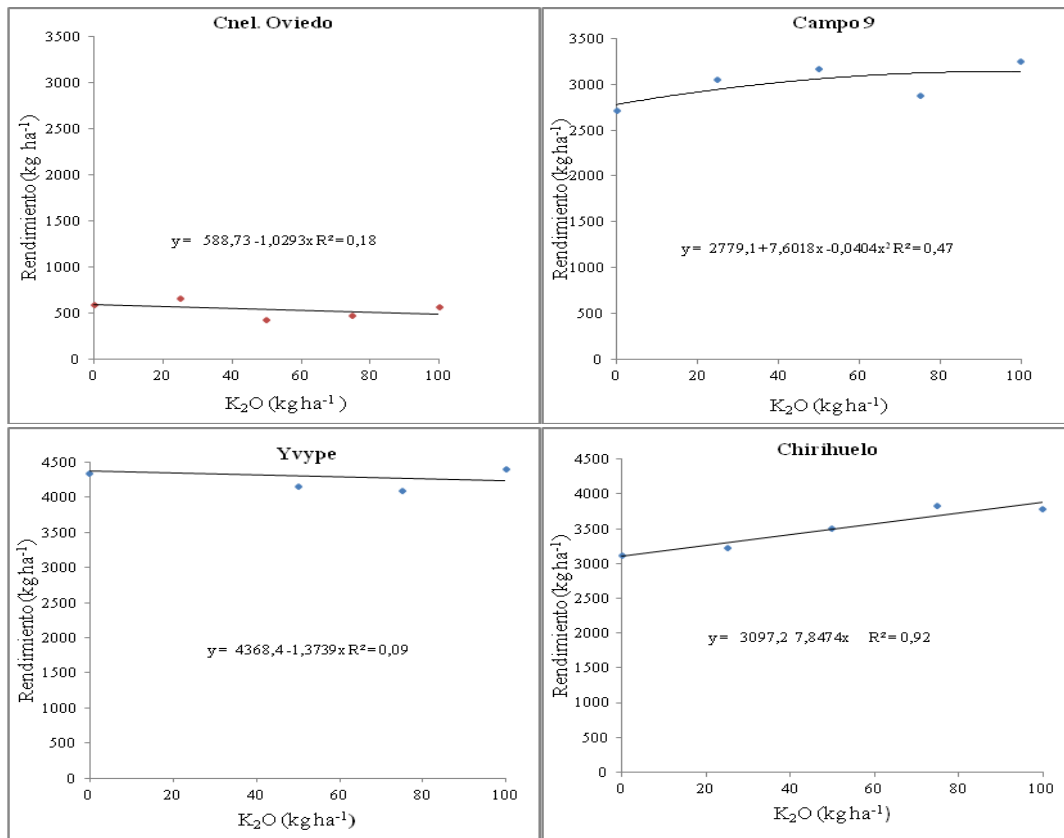 Cnel. Oviedo
Rendimiento (kg ha⁻¹)
4500
4000
3500
3000
2500
2000
1500
1000
500
0
y = 588,73 -1,0293x R² = 0,18
0 20 40 60 80 100
K₂O (kg ha⁻¹)
Campo 9
Rendimiento (kg ha⁻¹)
3500
3000
2500
2000
1500
1000
500
0
y = 2779,1 + 7,6018x - 0,0404x² R² = 0,47
0 20 40 60 80 100
K₂O (kg ha⁻¹)
Yvype
Rendimiento (kg ha⁻¹)
4500
4000
3500
3000
2500
2000
1500
1000
500
0
y = 4368,4 -1,3739x R² = 0,09
0 20 40 60 80 100
K₂O (kg ha⁻¹)
Chirihuelo
Rendimiento (kg ha⁻¹)
4500
4000
3500
3000
2500
2000
1500
1000
500
0
y = 3097,2 7,8474x R² = 0,92
0 20 40 60 80 100
K₂O (kg ha⁻¹)